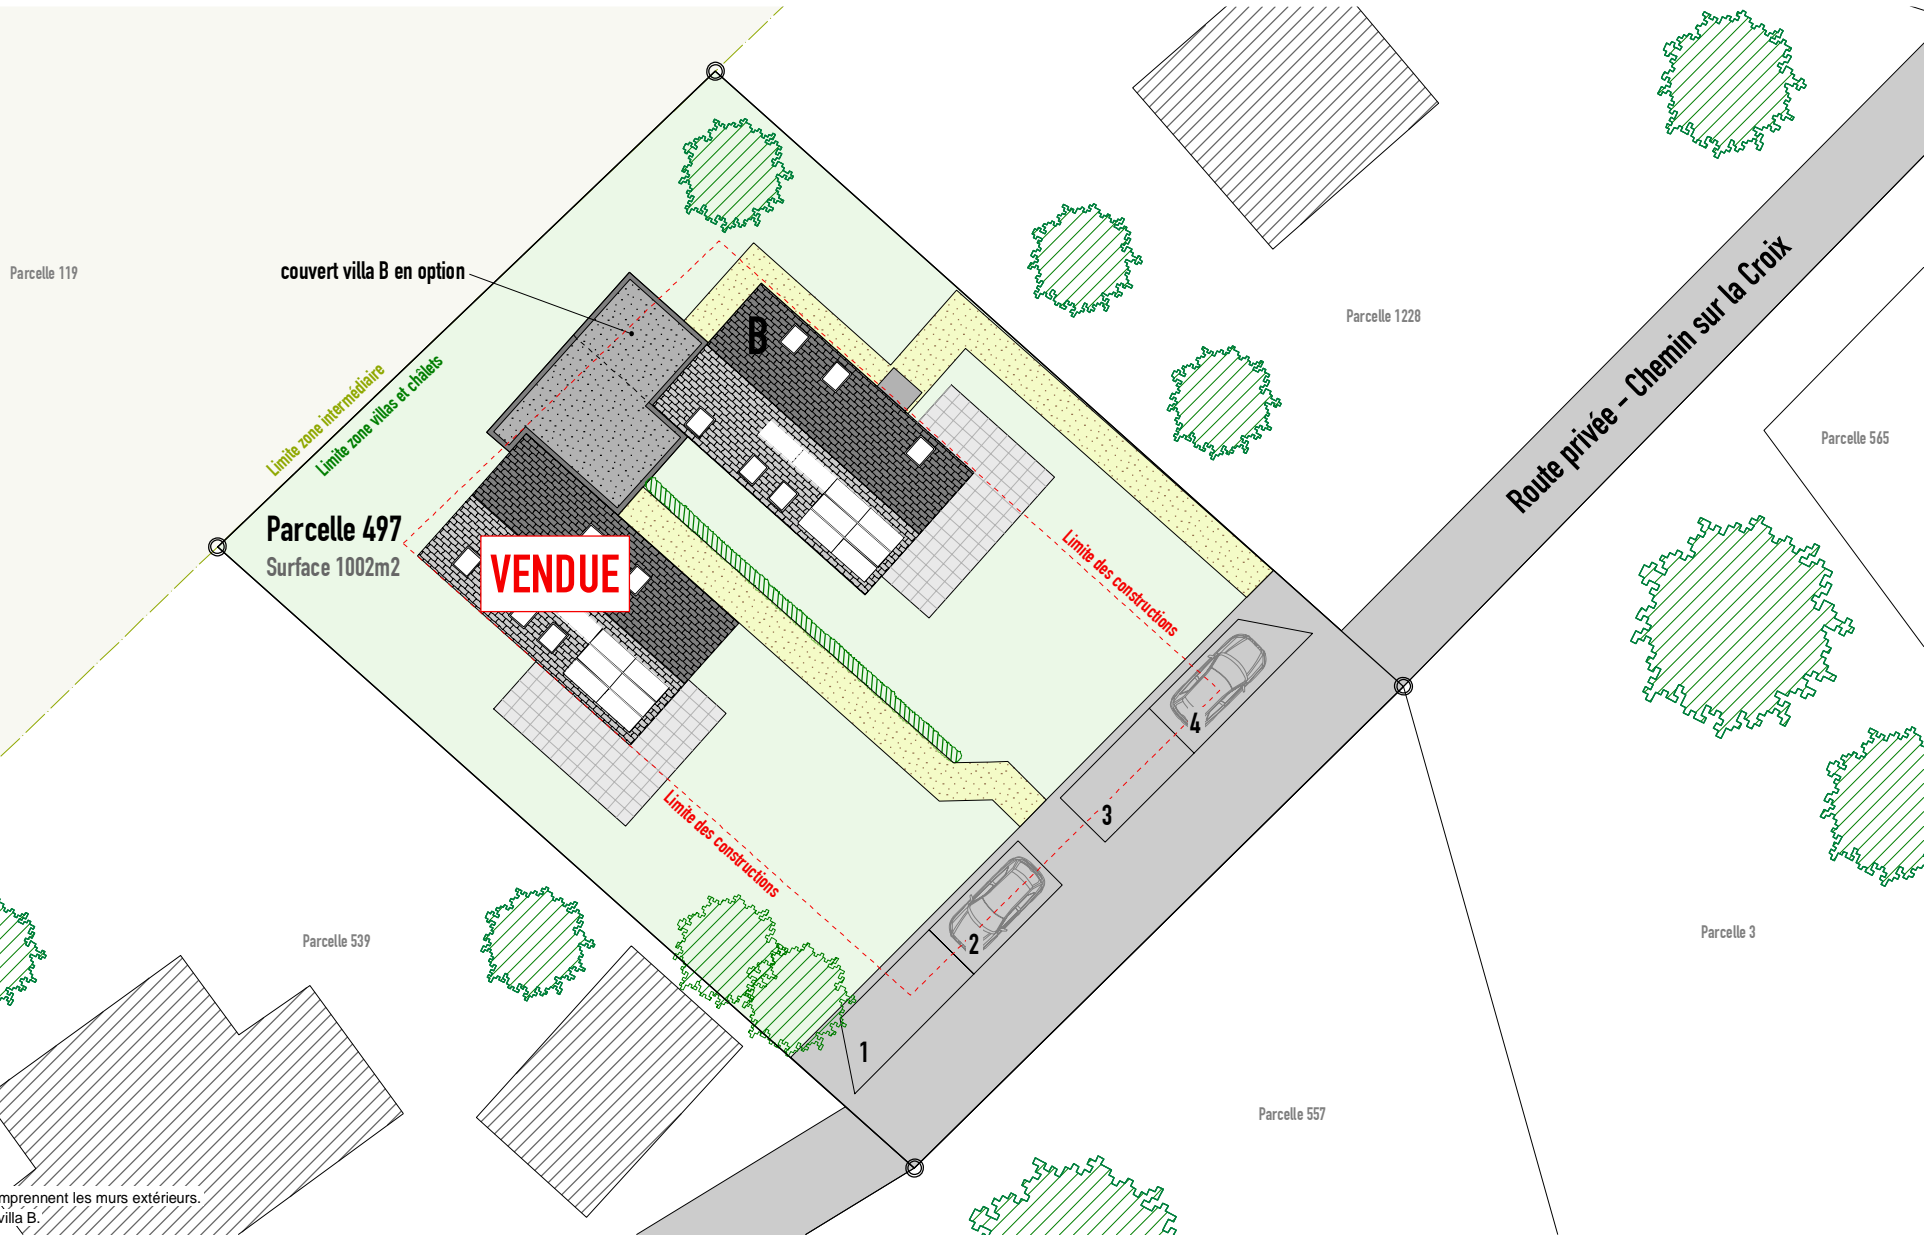 Parcelle 119
couvert villa B en option
B
Route privée - Chemin sur la Croix
Parcelle 1228
Limite zone intermédiaire
Limite zone villas et châlets
Parcelle 565
Parcelle 497
Surface 1002m2
VENDUE
Limite des constructions
4
3
Limite des constructions
2
1
Parcelle 539
Parcelle 3
Parcelle 557
les murs extérieurs.
villa B.